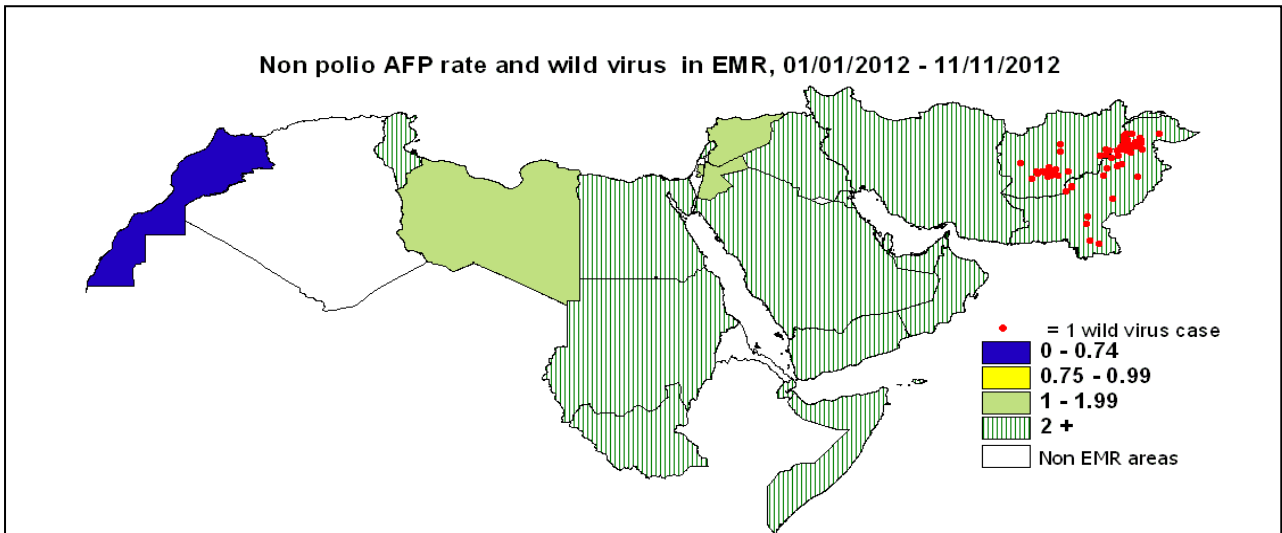 Non polio AFP rate and wild virus in EMR, 01/01/2012 - 11/11/2012
= 1 wild virus case
0 - 0.74
0.75 - 0.99
1 - 1.99
2 +
Non EMR areas